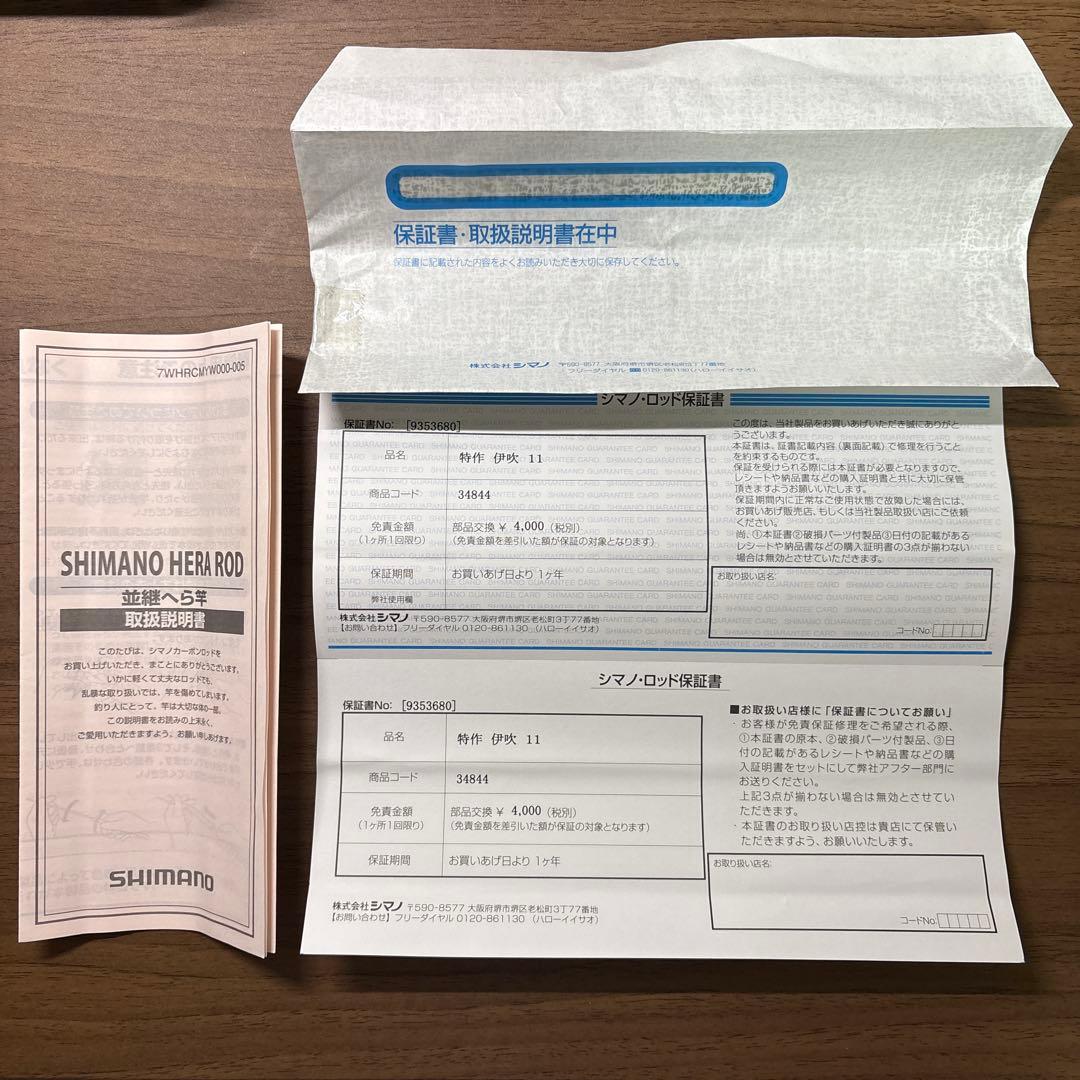 保証書・取扱説明書在中
保証書に記載された内容をよくお読みいただき大切に保存してください。
株式会社シマノ 〒590-8577 大阪府堺市堺区老松町3丁77番地
フリーダイヤル 0120-861130(ハローイイサオ)
7WHRCMYW000-005
SHIMANO HERA ROD
並継へら竿
取扱説明書
このたびは、シマノカーボンロッドを
お買い上げいただき、まことにありがとうございます。
いかに軽くて丈夫なロッドでも、
乱暴な取り扱いでは、竿を傷めてしまいます。
釣り人にとって、竿は大切な体の一部。
この説明書をお読みの上末永く、
ご愛用いただきますよう、お願い申しあげます。
SHIMANO
シマノ・ロッド保証書
保証書No: [9353680]
品名 特作 伊吹 11
商品コード 34844
免責金額 部品交換 ¥ 4,000 (税別)
(1ヶ所1回限り) (免責金額を差引いた額が保証の対象となります)
保証期間 お買いあげ日より 1ヶ年
弊社使用欄
株式会社シマノ 〒590-8577 大阪府堺市堺区老松町3丁77番地
【お問い合わせ】フリーダイヤル 0120-861130 (ハローイイサオ)
この度は、当社製品をお買いあげいただき誠にありがと
うございます。
本証書は、証書記載内容(裏面記載)で修理を行うこと
を約束するものです。
保証を受けられる際には本証書が必要となりますので、
レシートや納品書などの購入証明書と共に大切に保管
頂きますようお願いいたします。
保証期間内に正常なご使用状態で故障した場合には、
お買いあげ販売店、もしくは当社製品取扱い店にご依頼
ください。
尚、①本証書②破損パーツ付製品③日付の記載がある
レシートや納品書などの購入証明書の3点が揃わない
場合は無効とさせていただきます。
お取り扱い店名:
コードNo.
シマノ・ロッド保証書
保証書No: [9353680]
品名 特作 伊吹 11
商品コード 34844
免責金額 部品交換 ¥ 4,000 (税別)
(1ヶ所1回限り) (免責金額を差引いた額が保証の対象となります)
保証期間 お買いあげ日より 1ヶ年
株式会社シマノ 〒590-8577 大阪府堺市堺区老松町3丁77番地
【お問い合わせ】フリーダイヤル 0120-861130 (ハローイイサオ)
■お取扱い店様に「保証書についてお願い」
・お客様が免責保証修理をご希望される際、
①本証書の原本、②破損パーツ付製品、③日
付の記載があるレシートや納品書などの購
入証明書をセットにして弊社アフター部門に
お送りください。
上記3点が揃わない場合は無効とさせてい
ただきます。
・本証書のお取り扱い店控は貴店にて保管い
ただきますよう、お願いいたします。
お取り扱い店名:
コードNo.